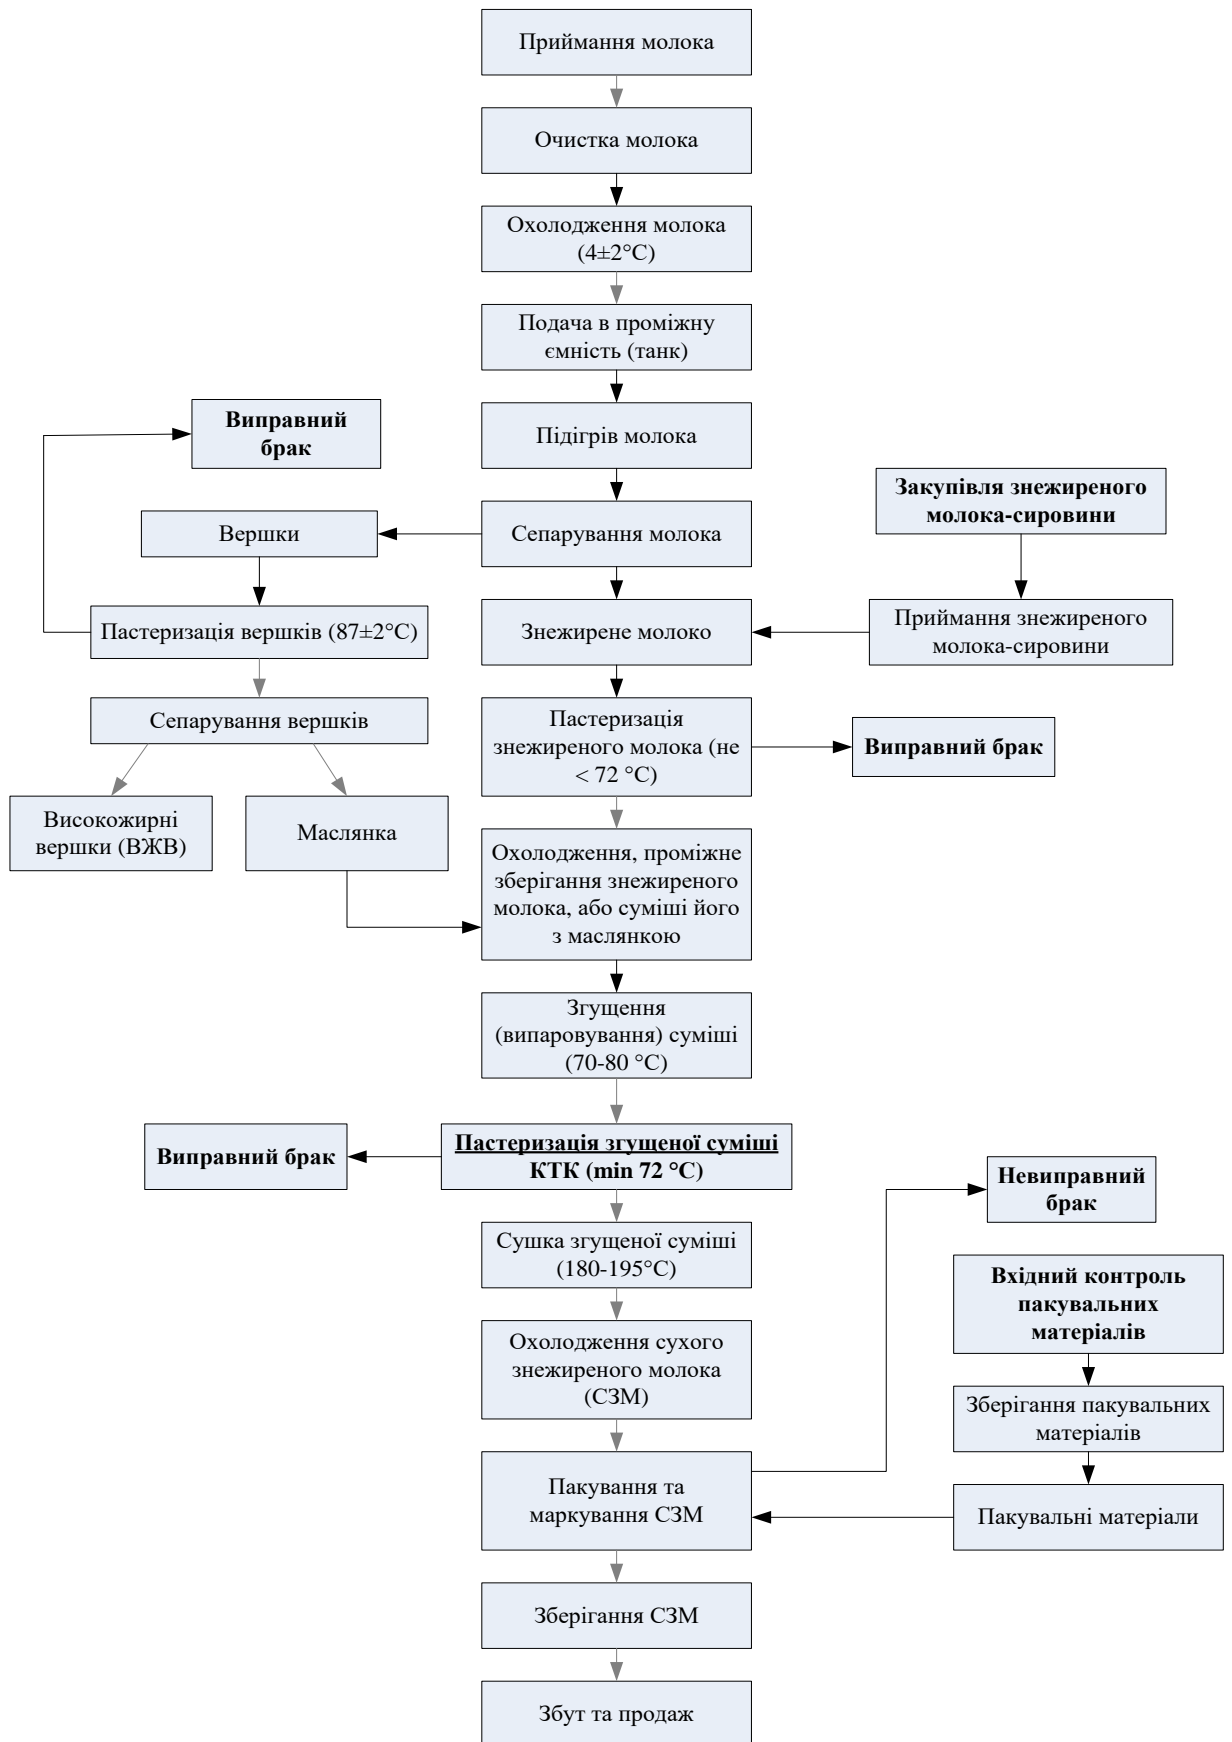 Приймання молока
Очистка молока
Охолодження молока
(4±2°С)
Подача в проміжну
ємність (танк)
Виправний
брак
Підігрів молока
Закупівля знежиреного
молока-сировини
Вершки
Сепарування молока
Пастеризація вершків (87±2°С)
Знежирене молоко
Приймання знежиреного
молока-сировини
Сепарування вершків
Пастеризація
знежиреного молока (не
< 72 °С)
Виправний брак
Високожирні
вершки (ВЖВ)
Маслянка
Охолодження, проміжне
зберігання знежиреного
молока, або суміші його
з маслянкою
Згущення
(випаровування) суміші
(70-80 °С)
Виправний брак
Пастеризація згущеної суміші
КТК (min 72 °С)
Невиправний
брак
Сушка згущеної суміші
(180-195°С)
Вхідний контроль
пакувальних
матеріалів
Охолодження сухого
знежиреного молока
(СЗМ)
Зберігання пакувальних
матеріалів
Пакування та
маркування СЗМ
Пакувальні матеріали
Зберігання СЗМ
Збут та продаж